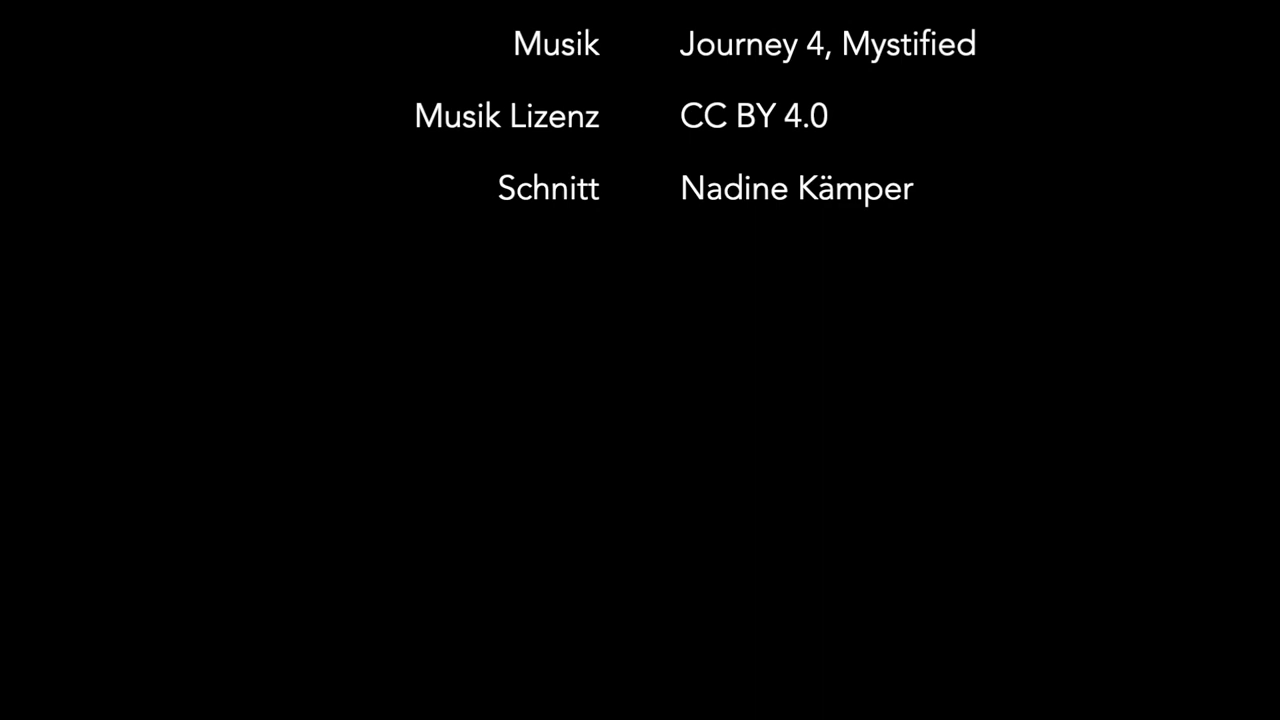 Musik Journey 4, Mystified
Musik Lizenz CC BY 4.0
Schnitt Nadine Kämper